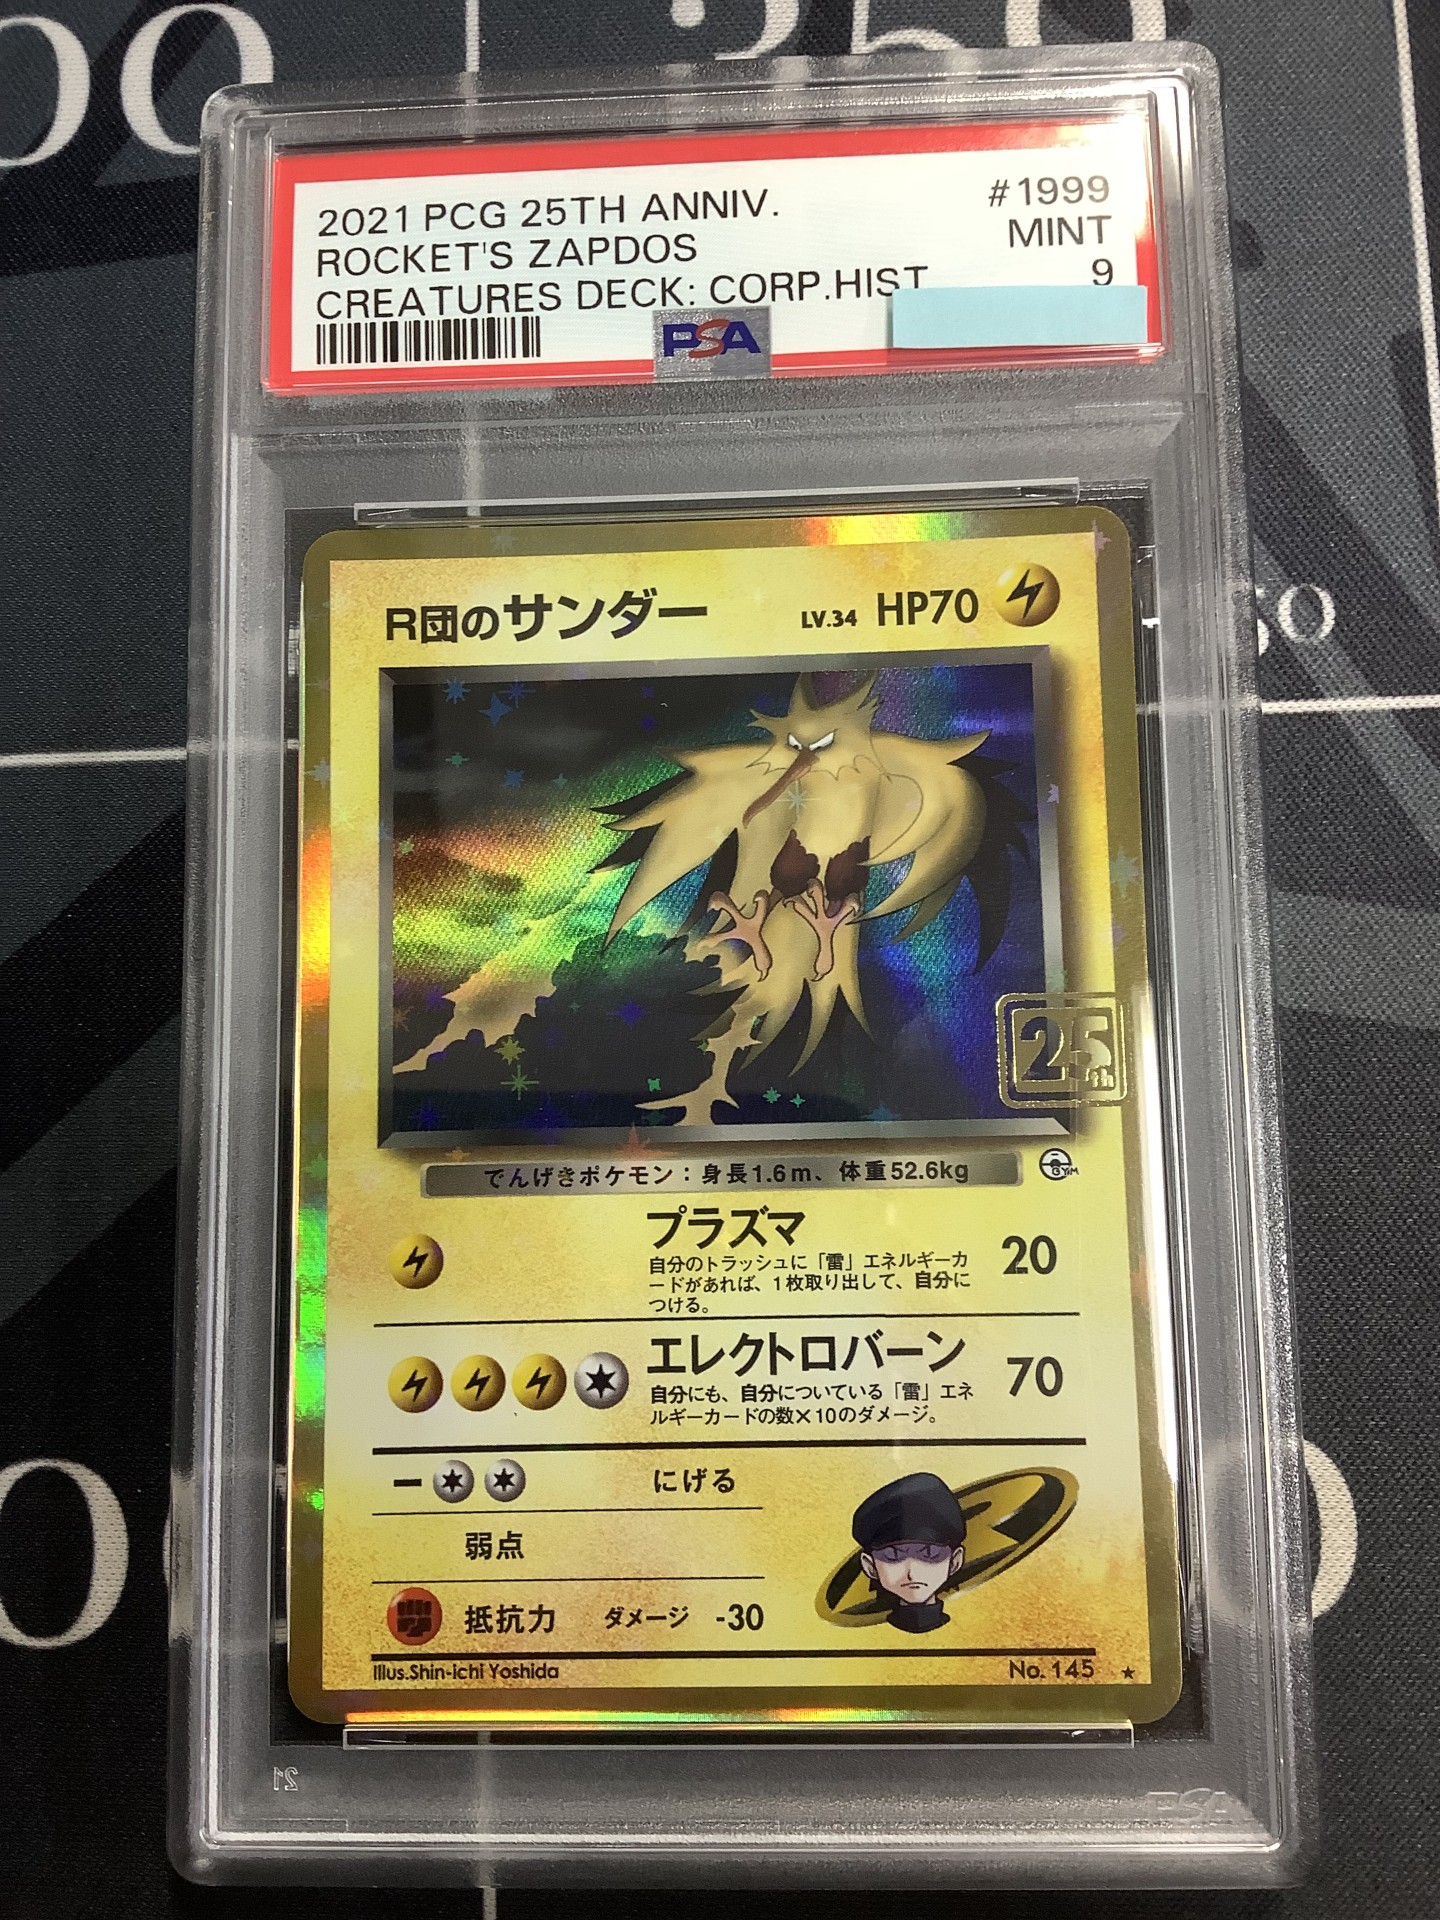 2021 PCG 25TH ANNIV. #1999
ROCKET'S ZAPDOS MINT
CREATURES DECK: CORP.HIST 9
PSA
R団のサンダー LV.34 HP70
25th
でんげきポケモン：身長1.6m、体重52.6kg
GYM
プラズマ 20
自分のトラッシュに「雷」エネルギーカ
ードがあれば、1枚取り出して、自分に
つける。
エレクトロバーン 70
自分にも、自分についている「雷」エネ
ルギーカードの数×10のダメージ。
にげる
弱点
抵抗力 ダメージ -30
Illus.Shin-ichi Yoshida No. 145 ★
21
PSA